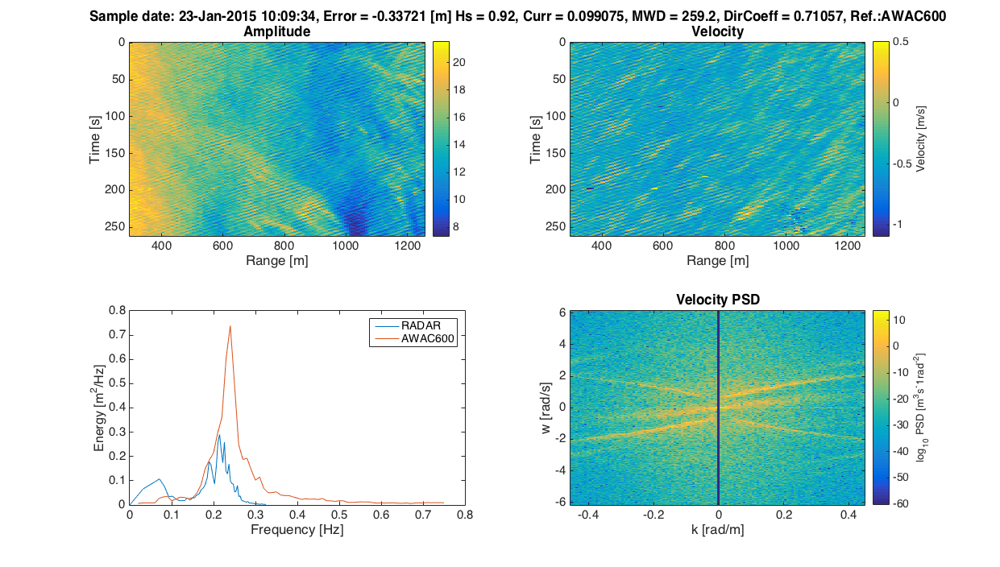 Sample date: 23-Jan-2015 10:09:34, Error = -0.33721 [m] Hs = 0.92, Curr = 0.099075, MWD = 259.2, DirCoeff = 0.71057, Ref.:AWAC600
Amplitude
0
50
100
150
200
250
Time [s]
400 600 800 1000 1200
Range [m]
20
18
16
14
12
10
8
Velocity
0
50
100
150
200
250
Time [s]
400 600 800 1000 1200
Range [m]
0.5
0
-0.5
-1
Velocity [m/s]
0.8
0.7
0.6
0.5
0.4
0.3
0.2
0.1
0
Energy [m2/Hz]
RADAR
AWAC600
0 0.1 0.2 0.3 0.4 0.5 0.6 0.7 0.8
Frequency [Hz]
Velocity PSD
6
4
2
0
-2
-4
-6
w [rad/s]
-0.4 -0.2 0 0.2 0.4
k [rad/m]
10
0
-10
-20
-30
-40
-50
-60
log10 PSD [m3s-1rad-2]